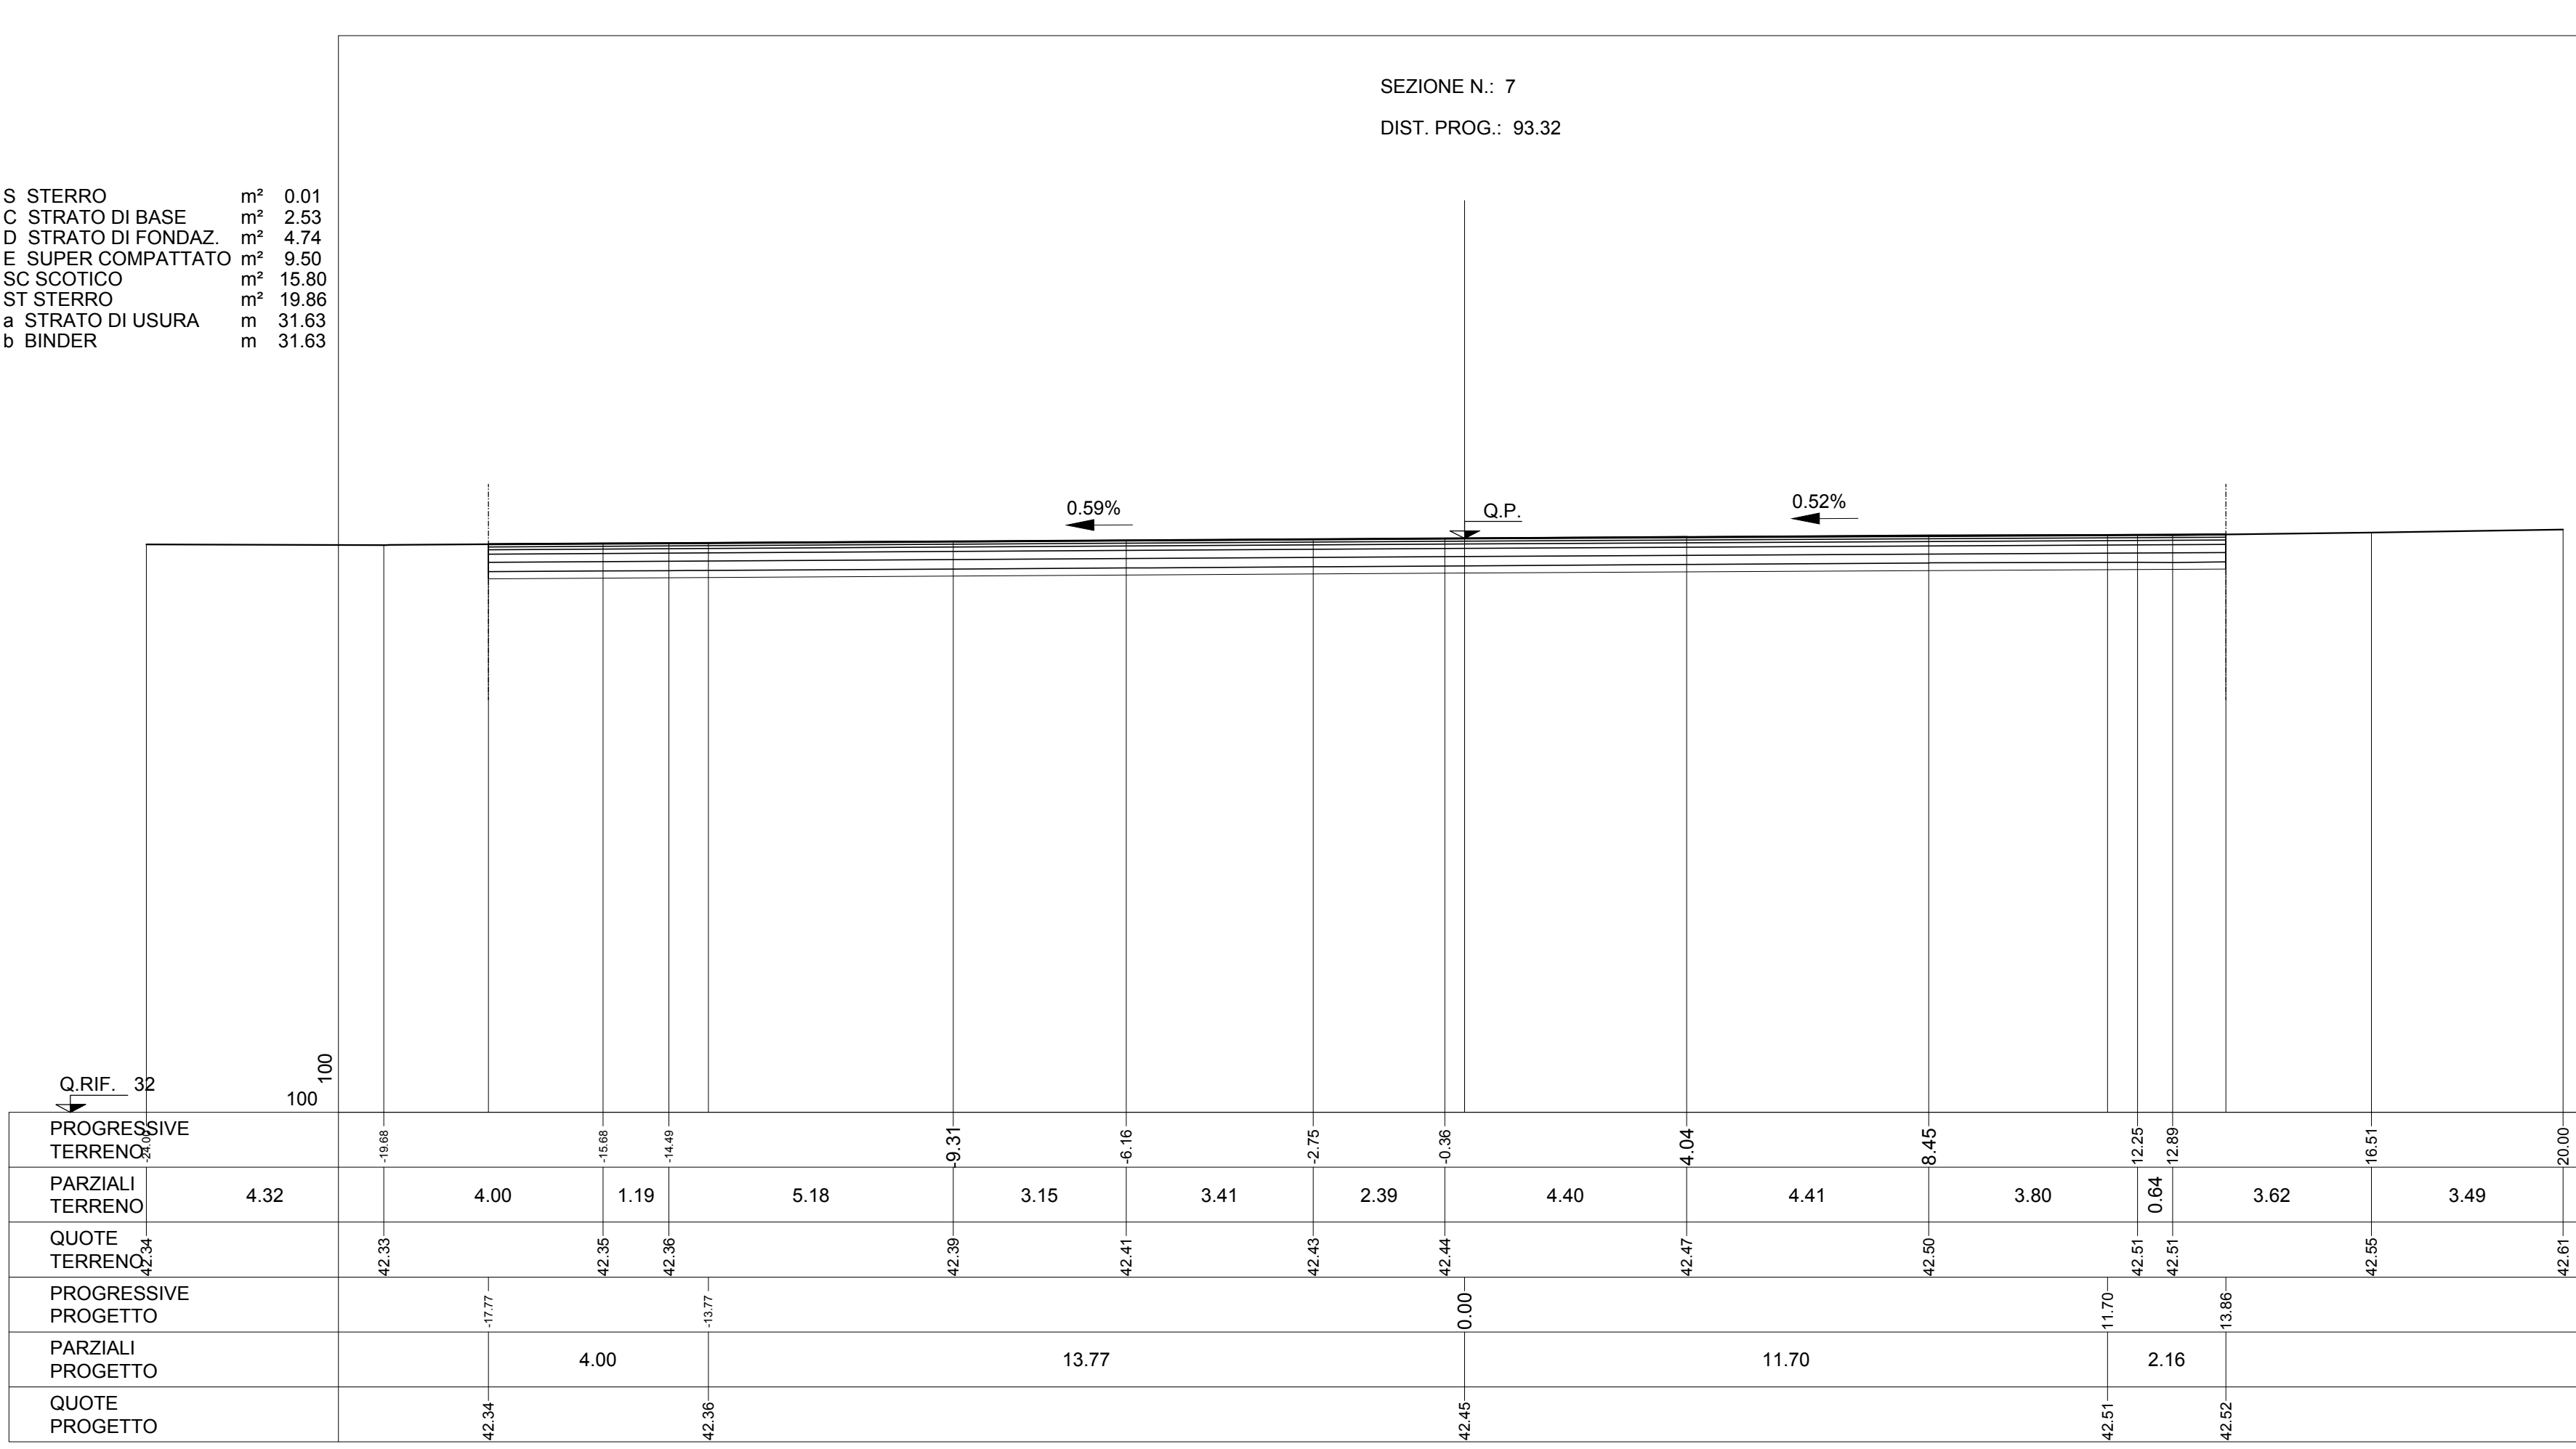 SEZIONE N.: 7
DIST. PROG.: 93.32
S STERRO m² 0.01
C STRATO DI BASE m² 2.53
D STRATO DI FONDAZ. m² 4.74
E SUPER COMPATTATO m² 9.50
SC SCOTICO m² 15.80
ST STERRO m² 19.86
a STRATO DI USURA m 31.63
b BINDER m 31.63
0.59%
Q.P.
0.52%
100
Q.RIF. 32
100
PROGRESSIVE TERRENO
-24.00 -19.68 -15.68 -14.49 -9.31 -6.16 -2.75 -0.36 4.04 8.45 12.25 12.89 16.51 20.00
PARZIALI TERRENO
4.32 4.00 1.19 5.18 3.15 3.41 2.39 4.40 4.41 3.80 0.64 3.62 3.49
QUOTE TERRENO
42.34 42.33 42.35 42.36 42.39 42.41 42.43 42.44 42.47 42.50 42.51 42.51 42.55 42.61
PROGRESSIVE PROGETTO
-17.77 -13.77 0.00 11.70 13.86
PARZIALI PROGETTO
4.00 13.77 11.70 2.16
QUOTE PROGETTO
42.34 42.36 42.45 42.51 42.52